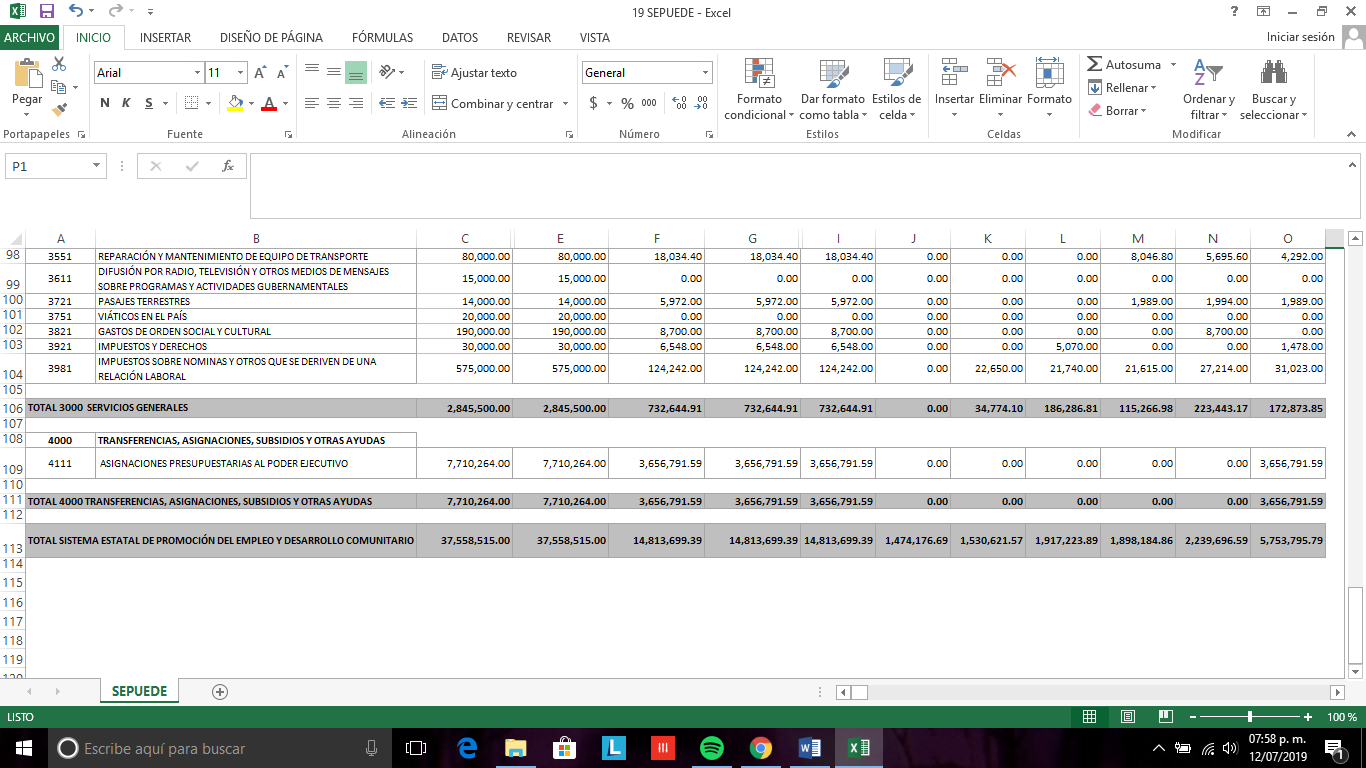 19 SEPUEDE - Excel
?
ARCHIVO INICIO INSERTAR DISEÑO DE PÁGINA FÓRMULAS DATOS REVISAR VISTA Iniciar sesión
Pegar
Arial 11
N K S
Ajustar texto
Combinar y centrar
General
$ % 000
Formato condicional
Dar formato como tabla
Estilos de celda
Insertar Eliminar Formato
Autosuma
Rellenar
Borrar
Ordenar y filtrar
Buscar y seleccionar
Portapapeles Fuente Alineación Número Estilos Celdas Modificar
P1 fx
A B C E F G I J K L M N O
98 3551 REPARACIÓN Y MANTENIMIENTO DE EQUIPO DE TRANSPORTE 80,000.00 80,000.00 18,034.40 18,034.40 18,034.40 0.00 0.00 0.00 8,046.80 5,695.60 4,292.00
DIFUSIÓN POR RADIO, TELEVISIÓN Y OTROS MEDIOS DE MENSAJES
99 3611 SOBRE PROGRAMAS Y ACTIVIDADES GUBERNAMENTALES 15,000.00 15,000.00 0.00 0.00 0.00 0.00 0.00 0.00 0.00 0.00 0.00
100 3721 PASAJES TERRESTRES 14,000.00 14,000.00 5,972.00 5,972.00 5,972.00 0.00 0.00 0.00 1,989.00 1,994.00 1,989.00
101 3751 VIÁTICOS EN EL PAÍS 20,000.00 20,000.00 0.00 0.00 0.00 0.00 0.00 0.00 0.00 0.00 0.00
102 3821 GASTOS DE ORDEN SOCIAL Y CULTURAL 190,000.00 190,000.00 8,700.00 8,700.00 8,700.00 0.00 0.00 0.00 0.00 8,700.00 0.00
103 3921 IMPUESTOS Y DERECHOS 30,000.00 30,000.00 6,548.00 6,548.00 6,548.00 0.00 0.00 5,070.00 0.00 0.00 1,478.00
IMPUESTOS SOBRE NOMINAS Y OTROS QUE SE DERIVEN DE UNA
104 3981 RELACIÓN LABORAL 575,000.00 575,000.00 124,242.00 124,242.00 124,242.00 0.00 22,650.00 21,740.00 21,615.00 27,214.00 31,023.00
105
106 TOTAL 3000 SERVICIOS GENERALES 2,845,500.00 2,845,500.00 732,644.91 732,644.91 732,644.91 0.00 34,774.10 186,286.81 115,266.98 223,443.17 172,873.85
107
108 4000 TRANSFERENCIAS, ASIGNACIONES, SUBSIDIOS Y OTRAS AYUDAS
109 4111 ASIGNACIONES PRESUPUESTARIAS AL PODER EJECUTIVO 7,710,264.00 7,710,264.00 3,656,791.59 3,656,791.59 3,656,791.59 0.00 0.00 0.00 0.00 0.00 3,656,791.59
110
111 TOTAL 4000 TRANSFERENCIAS, ASIGNACIONES, SUBSIDIOS Y OTRAS AYUDAS 7,710,264.00 7,710,264.00 3,656,791.59 3,656,791.59 3,656,791.59 0.00 0.00 0.00 0.00 0.00 3,656,791.59
112
113 TOTAL SISTEMA ESTATAL DE PROMOCIÓN DEL EMPLEO Y DESARROLLO COMUNITARIO 37,558,515.00 37,558,515.00 14,813,699.39 14,813,699.39 14,813,699.39 1,474,176.69 1,530,621.57 1,917,223.89 1,898,184.86 2,239,696.59 5,753,795.79
114
115
116
117
118
119
120
SEPUEDE
LISTO 100 %
Escribe aquí para buscar
07:58 p. m.
12/07/2019
1